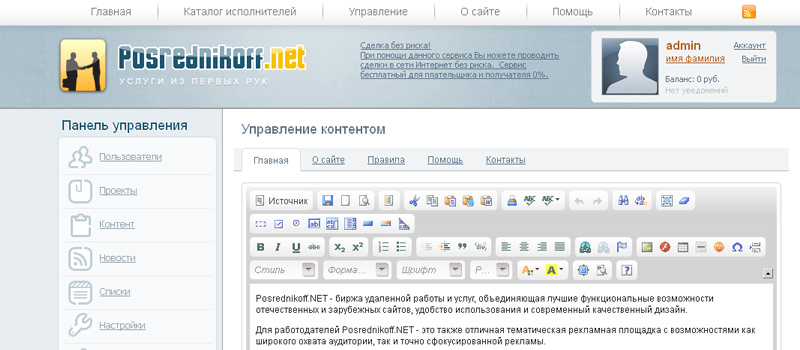 Главная Каталог исполнителей Управление О сайте Помощь Контакты
Posrednikoff.net
УСЛУГИ ИЗ ПЕРВЫХ РУК
Сделка без риска!
При помощи данного сервиса Вы можете проводить
сделки в сети Интернет без риска. Сервис
бесплатный для плательщика и получателя 0%.
admin Аккаунт
имя фамилия Выйти
Баланс: 0 руб.
Нет уведомлений
Панель управления
Пользователи
Проекты
Контент
Новости
Списки
Настройки
Управление контентом
Главная О сайте Правила Помощь Контакты
Источник
ABC ABC
B I U abc X2 X2
Стиль Форма... Шрифт Р...
Posrednikoff.NET - биржа удаленной работы и услуг, объединяющая лучшие функциональные возможности
отечественных и зарубежных сайтов, удобство использования и современный качественный дизайн.
Для работодателей Posrednikoff.NET - это также отличная тематическая рекламная площадка с возможностями как
широкого охвата аудитории, так и точно сфокусированной рекламы.